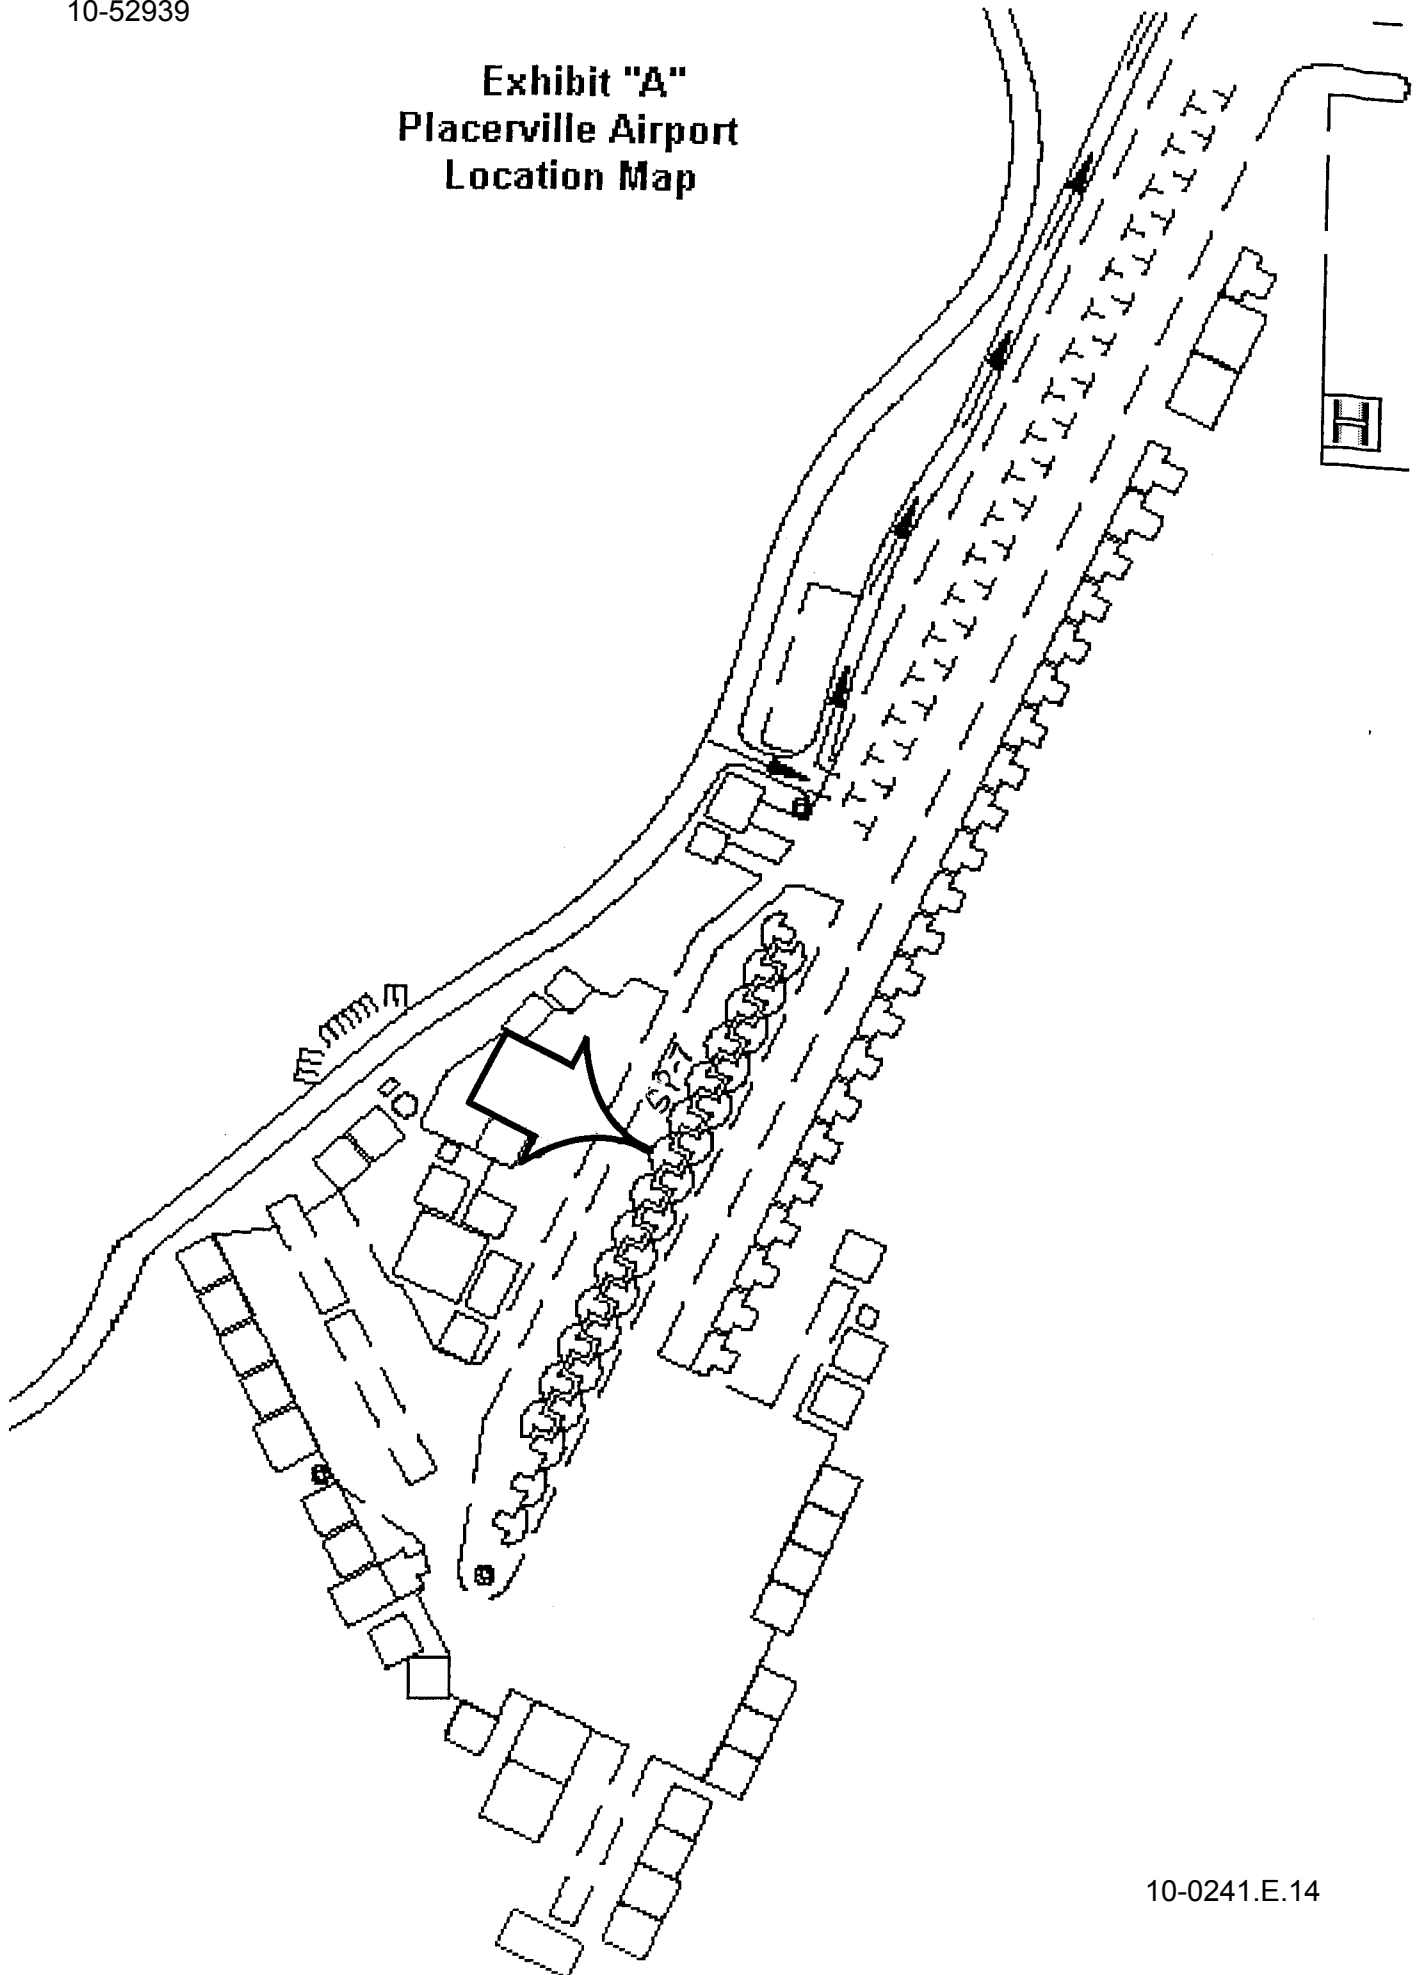 10-52939
Exhibit "A"
Placerville Airport
Location Map
H
SP-7
10-0241.E.14